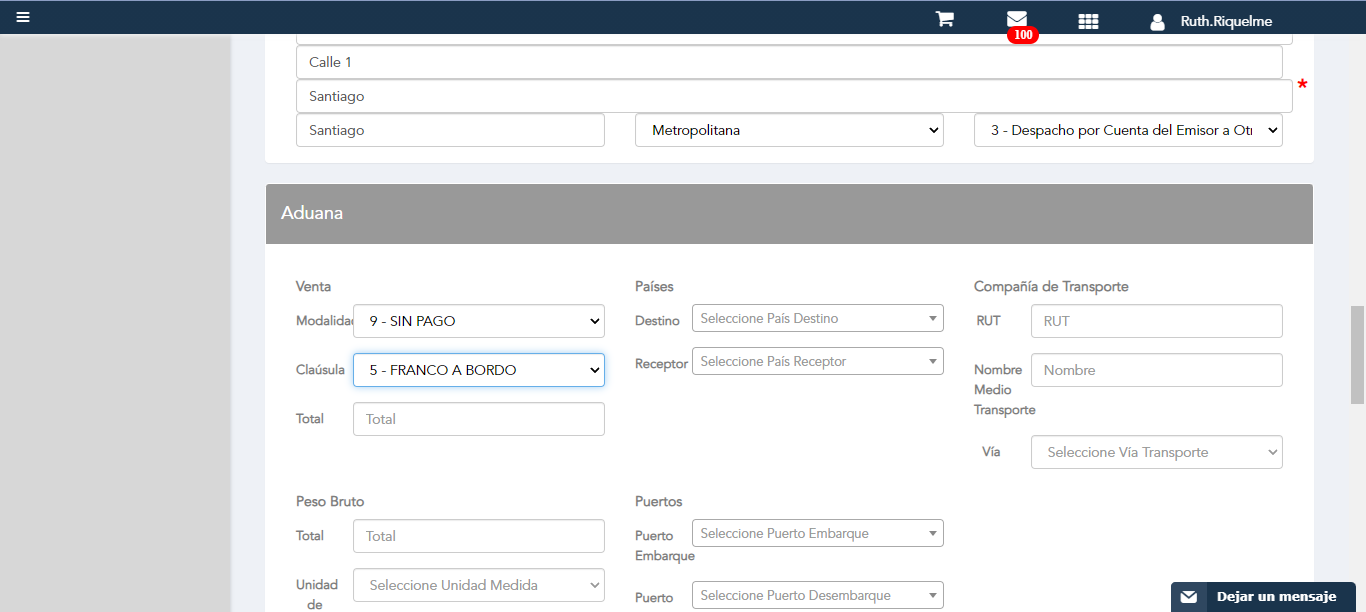 Ruth.Riquelme
100
Calle 1
Santiago
*
Santiago
Metropolitana
3 - Despacho por Cuenta del Emisor a Otr
Aduana
Venta
Modalidad
9 - SIN PAGO
Claúsula
5 - FRANCO A BORDO
Total
Total
Países
Destino
Seleccione País Destino
Receptor
Seleccione País Receptor
Compañía de Transporte
RUT
RUT
Nombre
Medio
Transporte
Nombre
Vía
Seleccione Vía Transporte
Peso Bruto
Total
Total
Unidad
de
Seleccione Unidad Medida
Puertos
Puerto
Embarque
Seleccione Puerto Embarque
Puerto
Seleccione Puerto Desembarque
Dejar un mensaje